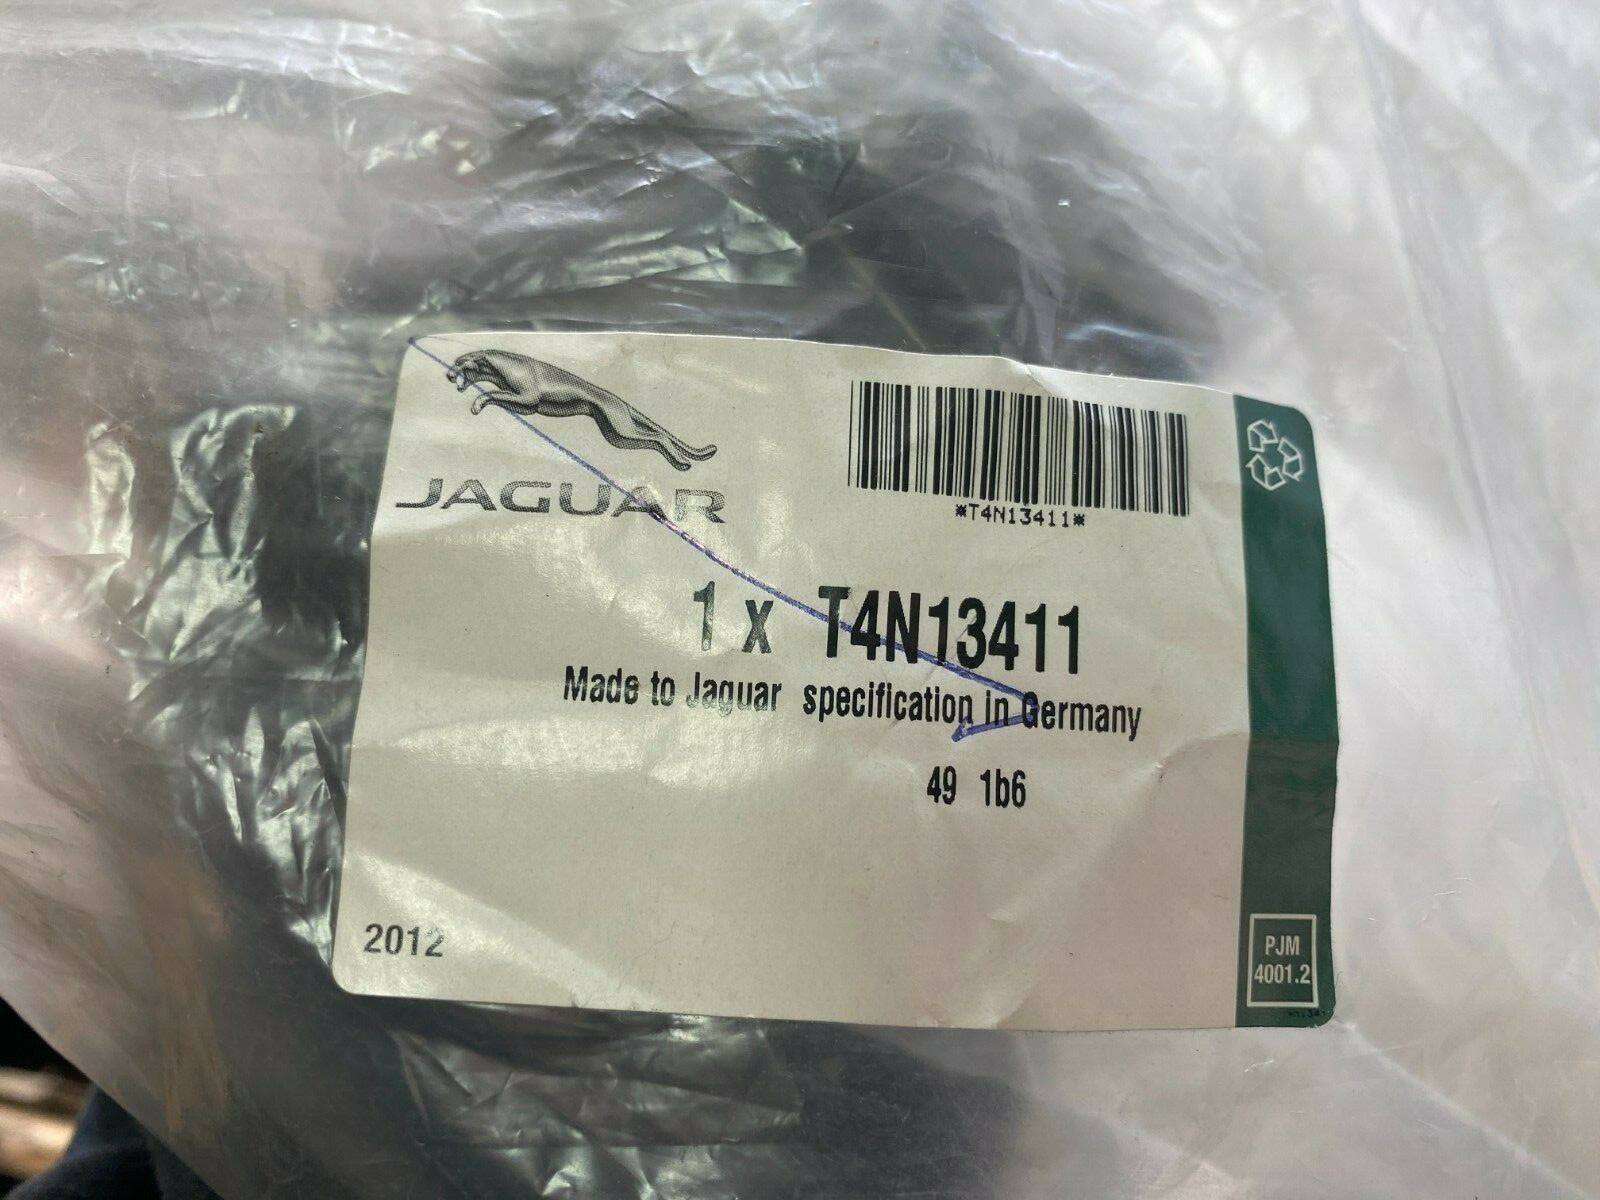 JAGUAR
*T4N13411*
1 x T4N13411
Made to Jaguar specification in Germany
49 1b6
2012
PJM
4001.2